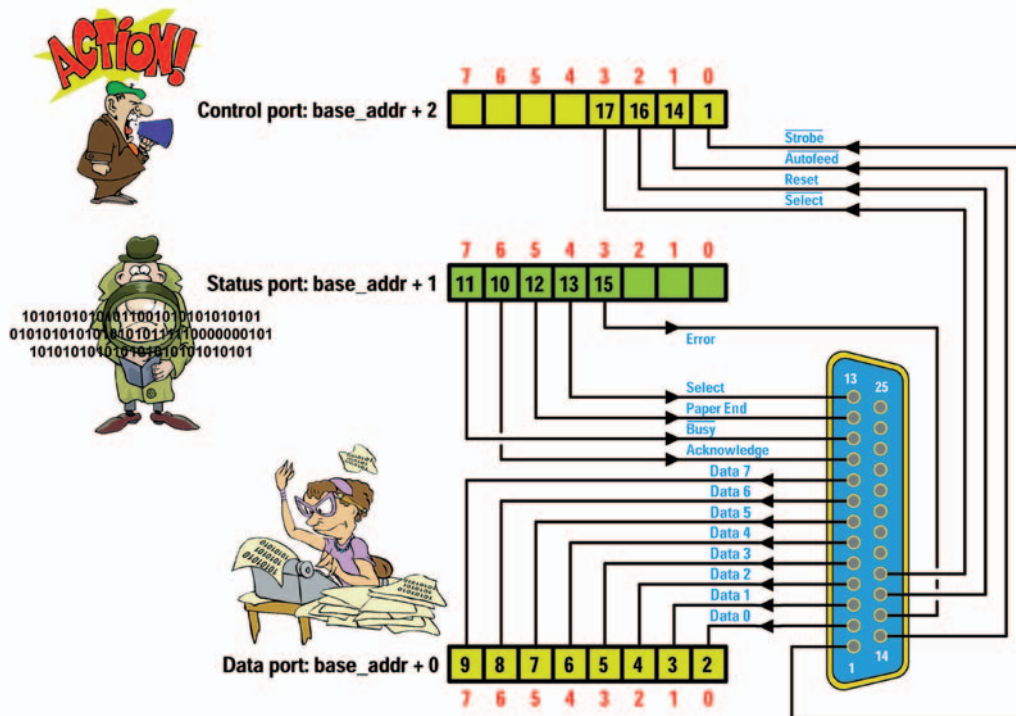 ACTION!
7 6 5 4 3 2 1 0
Control port: base_addr + 2
17 16 14 1
Strobe
Autofeed
Reset
Select
7 6 5 4 3 2 1 0
Status port: base_addr + 1
11 10 12 13 15
Error
1010101010101100101010101010101
0101010101010101011111100000000101
1010101010101010101010101010101
Select
Paper End
Busy
Acknowledge
Data 7
Data 6
Data 5
Data 4
Data 3
Data 2
Data 1
Data 0
13
25
1
14
Data port: base_addr + 0
9 8 7 6 5 4 3 2
7 6 5 4 3 2 1 0